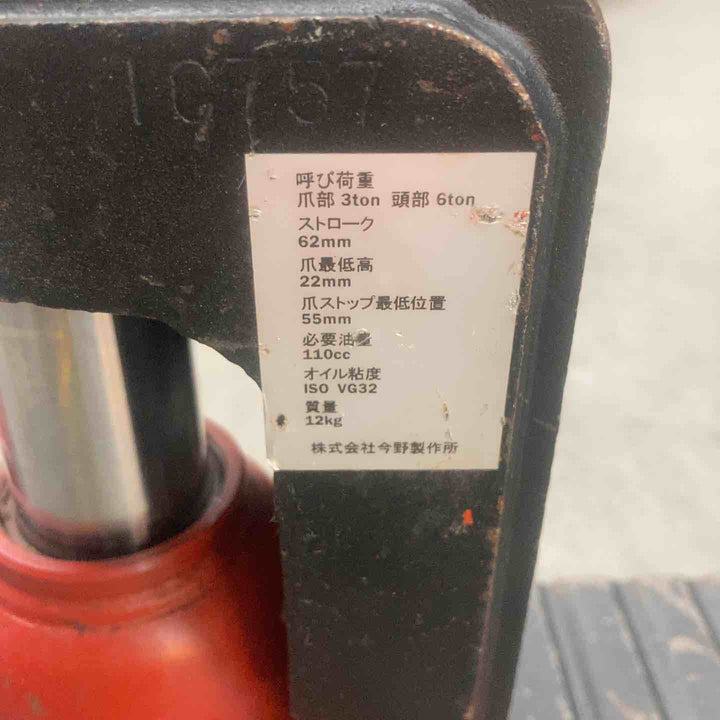 呼び荷重
爪部 3ton 頭部 6ton
ストローク
62mm
爪最低高
22mm
爪ストップ最低位置
55mm
必要油量
110cc
オイル粘度
ISO VG32
質量
12kg
株式会社今野製作所